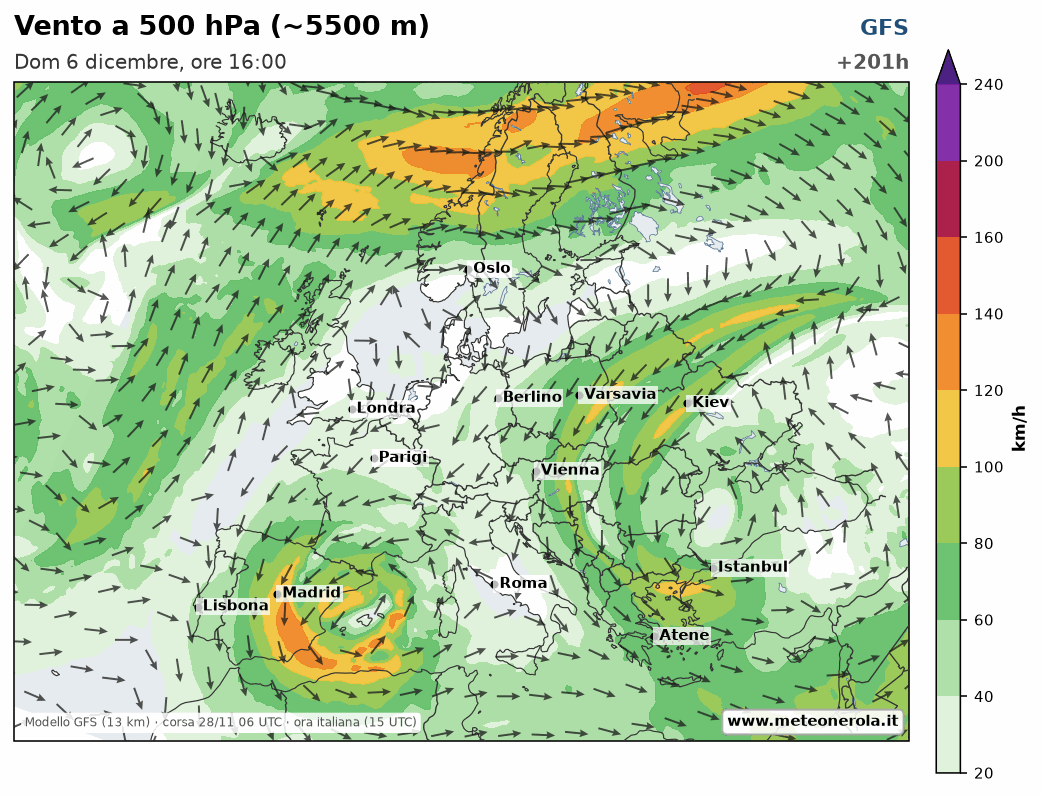 Vento a 500 hPa (~5500 m)
GFS
Dom 6 dicembre, ore 16:00
+201h
240
200
160
140
120
100
80
60
40
20
km/h
Oslo
Londra
Berlino
Varsavia
Kiev
Parigi
Vienna
Istanbul
Madrid
Roma
Lisbona
Atene
Modello GFS (13 km) · corsa 28/11 06 UTC · ora italiana (15 UTC)
www.meteonerola.it